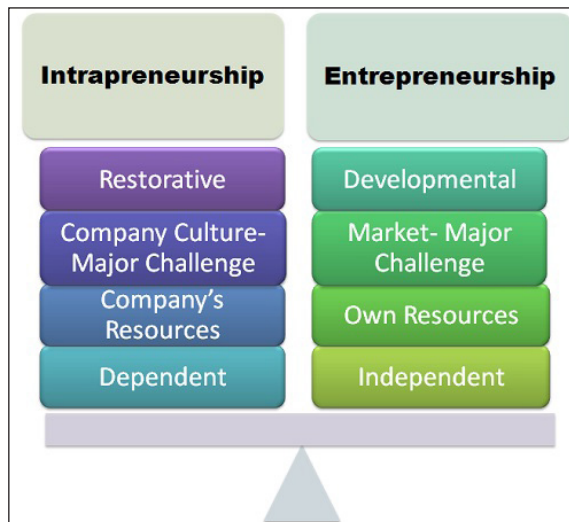 Intrapreneurship
Entrepreneurship
Restorative
Developmental
Company Culture-
Major Challenge
Market- Major
Challenge
Company's
Resources
Own Resources
Dependent
Independent